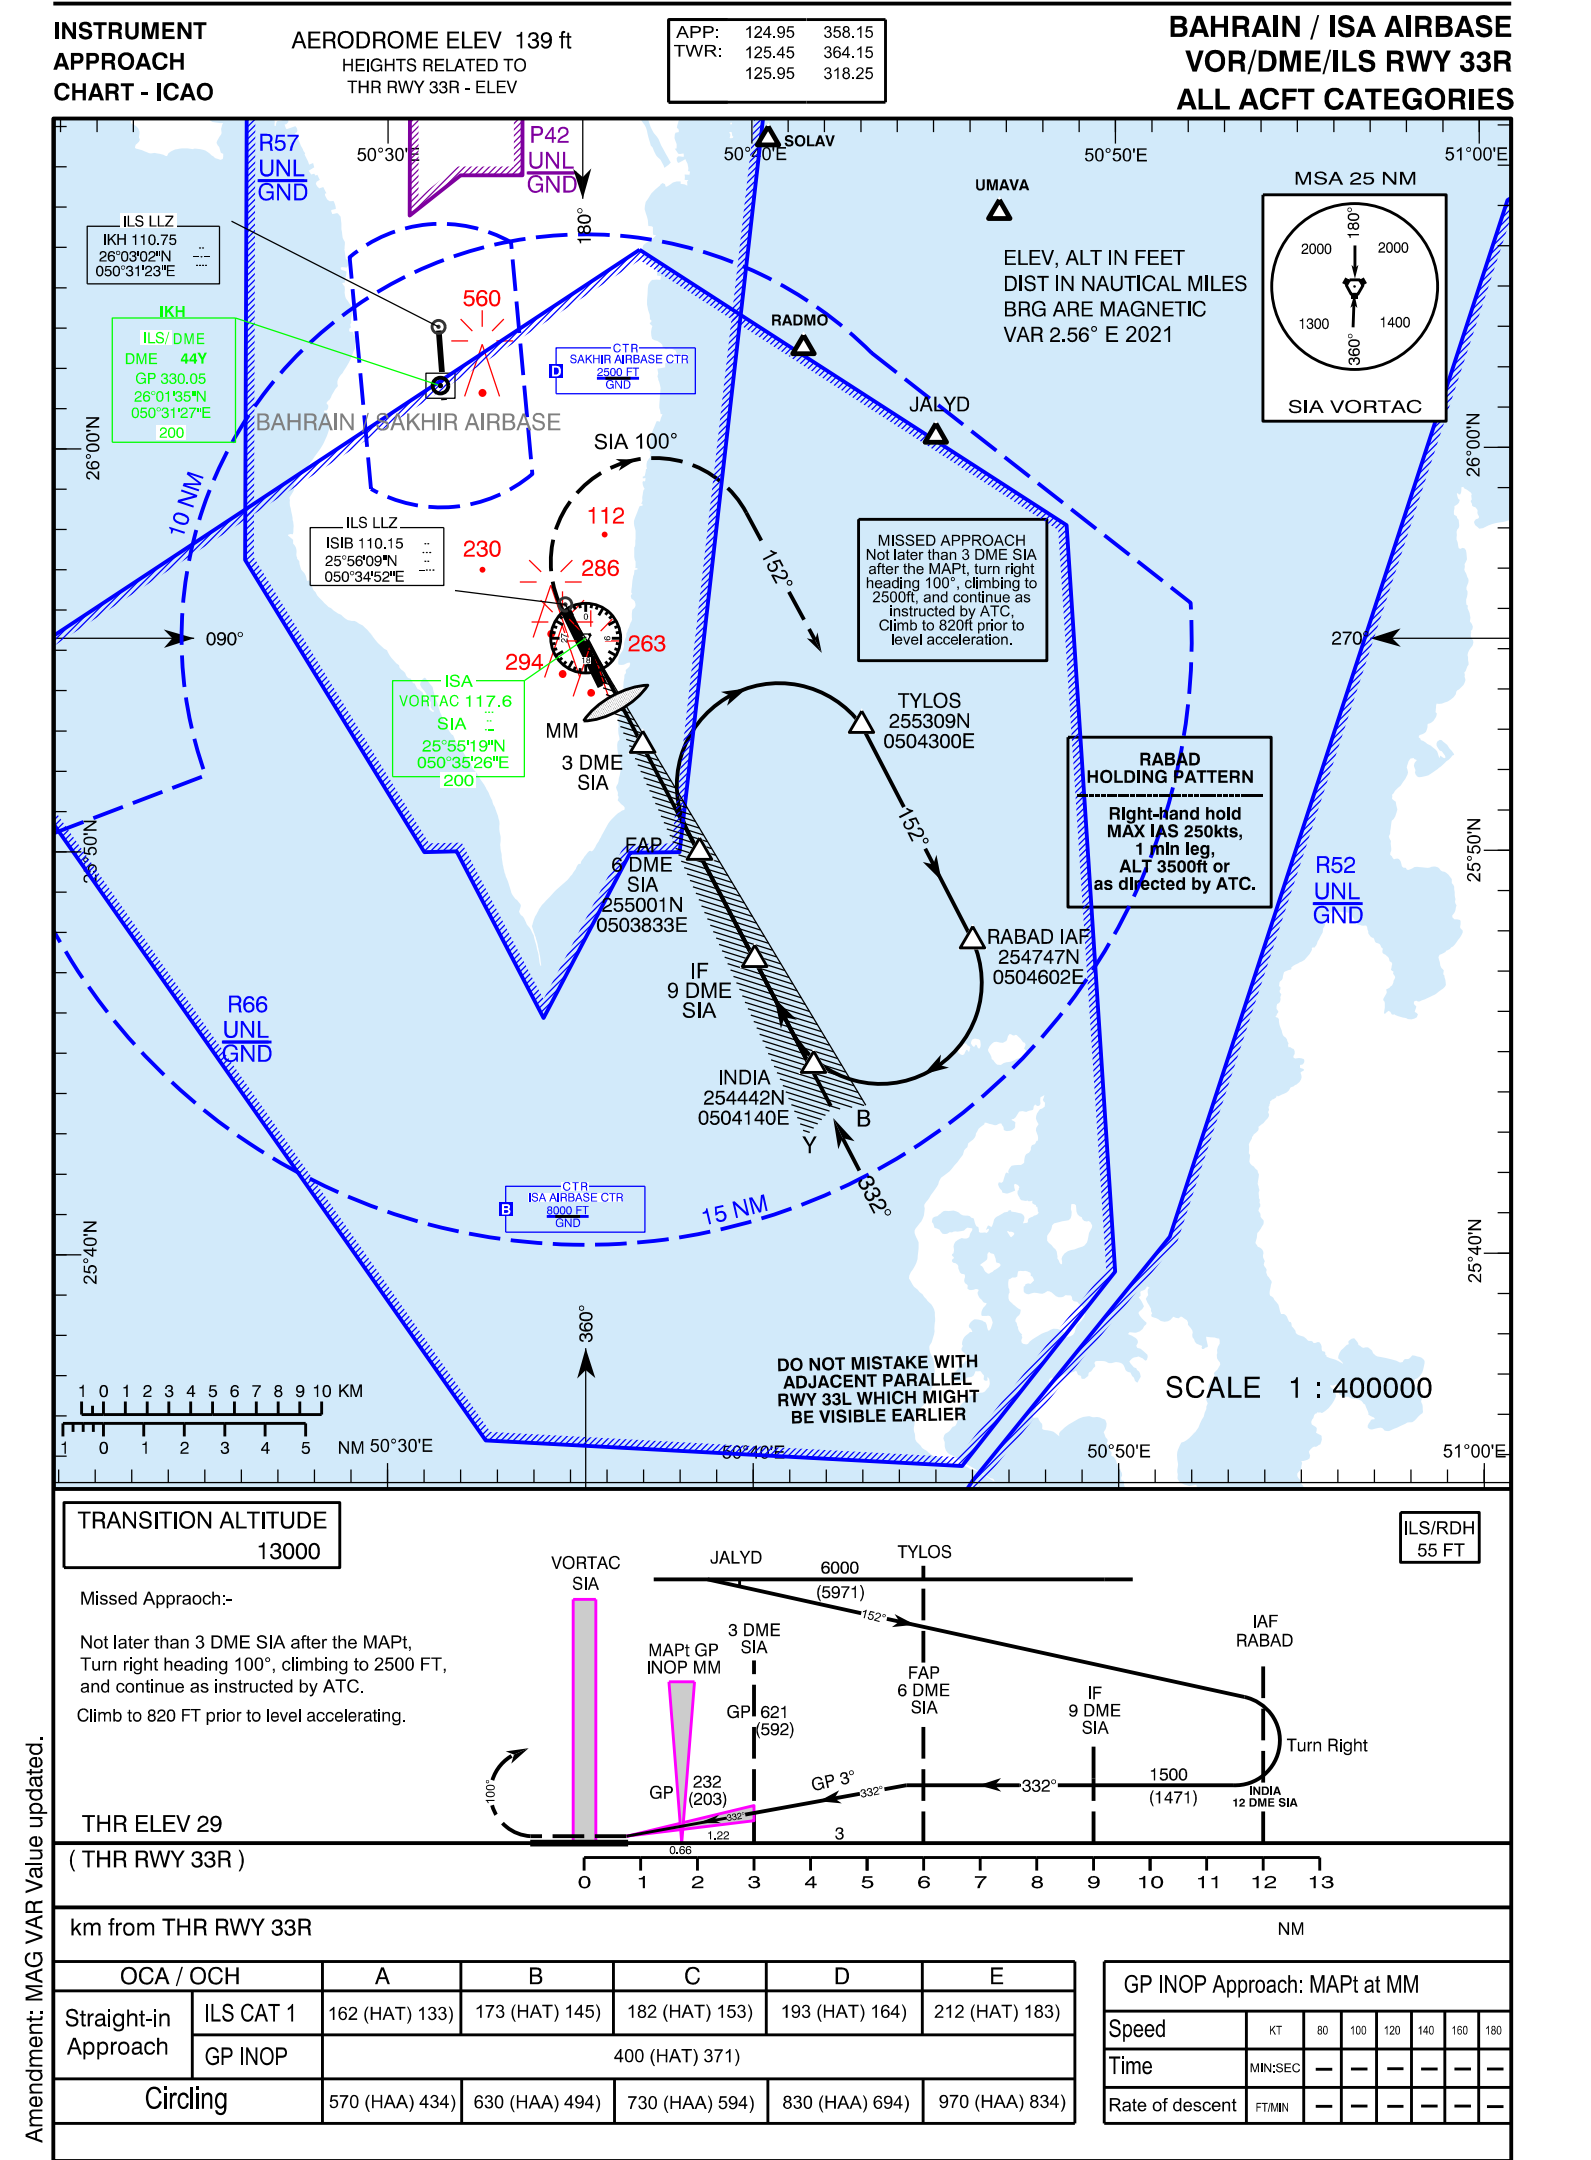 INSTRUMENT
APPROACH
CHART - ICAO
AERODROME ELEV 139 ft
HEIGHTS RELATED TO
THR RWY 33R - ELEV
APP: 124.95 358.15
TWR: 125.45 364.15
125.95 318.25
BAHRAIN / ISA AIRBASE
VOR/DME/ILS RWY 33R
ALL ACFT CATEGORIES
R57
UNL
GND
50°30'E
P42
UNL
GND
180°
50°40'E
SOLAV
50°50'E
51°00'E
UMAVA
MSA 25 NM
180°
2000 2000
1300 1400
360°
SIA VORTAC
ILS LLZ
IKH 110.75
26°03'02"N
050°31'23"E
ELEV, ALT IN FEET
DIST IN NAUTICAL MILES
BRG ARE MAGNETIC
VAR 2.56° E 2021
IKH
ILS/ DME
DME 44Y
GP 330.05
26°01'35"N
050°31'27"E
200
560
RADMO
CTR
SAKHIR AIRBASE CTR
D
2500 FT
GND
JALYD
BAHRAIN / SAKHIR AIRBASE
26°00'N
26°00'N
SIA 100°
10 NM
ILS LLZ
ISIB 110.15
25°56'09"N
050°34'52"E
230
112
286
152°
MISSED APPROACH
Not later than 3 DME SIA
after the MAPt, turn right
heading 100°, climbing to
2500ft, and continue as
instructed by ATC,
Climb to 820ft prior to
level acceleration.
090°
270°
263
294
ISA
VORTAC 117.6
SIA
25°55'19"N
050°35'26"E
200
MM
3 DME
SIA
TYLOS
255309N
0504300E
RABAD
HOLDING PATTERN
Right-hand hold
MAX IAS 250kts,
1 min leg,
ALT 3500ft or
as directed by ATC.
152°
25°50'N
25°50'N
FAP
6 DME
SIA
255001N
0503833E
R52
UNL
GND
RABAD IAF
254747N
0504602E
IF
9 DME
SIA
R66
UNL
GND
INDIA
254442N
0504140E
B
Y
332°
CTR
ISA AIRBASE CTR
B
8000 FT
GND
15 NM
25°40'N
25°40'N
360°
DO NOT MISTAKE WITH
ADJACENT PARALLEL
RWY 33L WHICH MIGHT
BE VISIBLE EARLIER
SCALE 1 : 400000
1 0 1 2 3 4 5 6 7 8 9 10 KM
1 0 1 2 3 4 5 NM
50°30'E
50°40'E
50°50'E
51°00'E
TRANSITION ALTITUDE
13000
ILS/RDH
55 FT
Missed Appraoch:-
Not later than 3 DME SIA after the MAPt,
Turn right heading 100°, climbing to 2500 FT,
and continue as instructed by ATC.
Climb to 820 FT prior to level accelerating.
VORTAC
SIA
JALYD
6000
(5971)
TYLOS
152°
3 DME
SIA
MAPt GP
INOP MM
IAF
RABAD
FAP
6 DME
SIA
IF
9 DME
SIA
GP 621
(592)
Turn Right
100°
GP 232
(203)
GP 3°
332°
332°
332°
1500
(1471)
INDIA
12 DME SIA
THR ELEV 29
1.22
3
0.66
( THR RWY 33R )
0 1 2 3 4 5 6 7 8 9 10 11 12 13
km from THR RWY 33R
NM
OCA / OCH A B C D E
Straight-in
Approach
ILS CAT 1 162 (HAT) 133) 173 (HAT) 145) 182 (HAT) 153) 193 (HAT) 164) 212 (HAT) 183)
GP INOP 400 (HAT) 371)
Circling 570 (HAA) 434) 630 (HAA) 494) 730 (HAA) 594) 830 (HAA) 694) 970 (HAA) 834)
GP INOP Approach: MAPt at MM
Speed KT 80 100 120 140 160 180
Time MIN:SEC — — — — — —
Rate of descent FT/MIN — — — — — —
Amendment: MAG VAR Value updated.